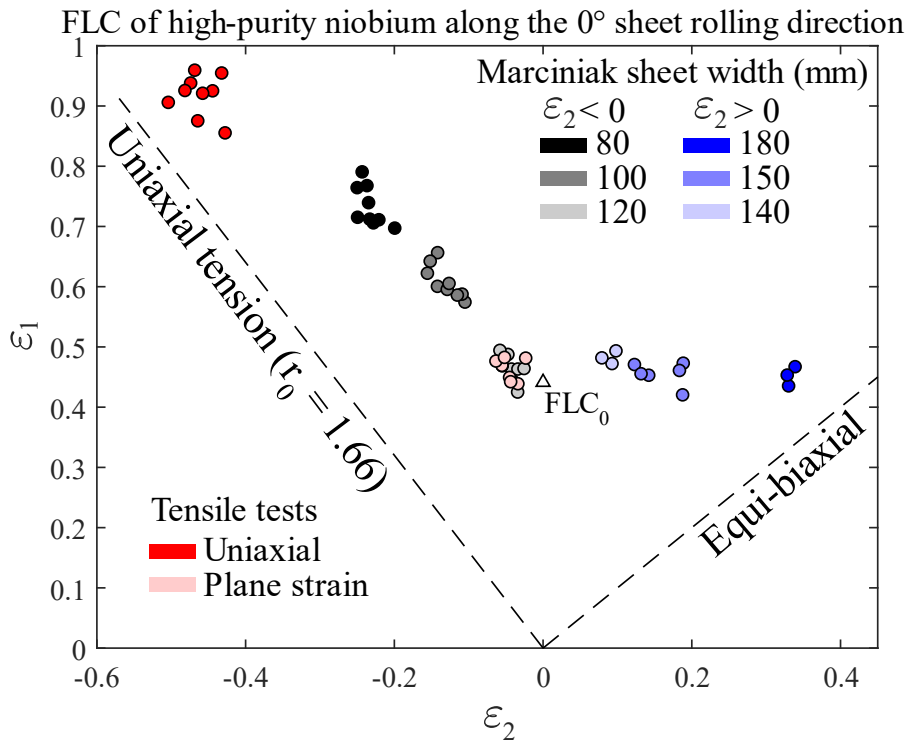 FLC of high-purity niobium along the 0° sheet rolling direction
Marciniak sheet width (mm)
ε₂< 0 ε₂ > 0
80 180
100 150
120 140
Uniaxial tension (r₀ = 1.66)
FLC₀
Equi-biaxial
Tensile tests
Uniaxial
Plane strain
1
0.9
0.8
0.7
0.6
0.5
0.4
0.3
0.2
0.1
0
ε₁
-0.6 -0.4 -0.2 0 0.2 0.4
ε₂